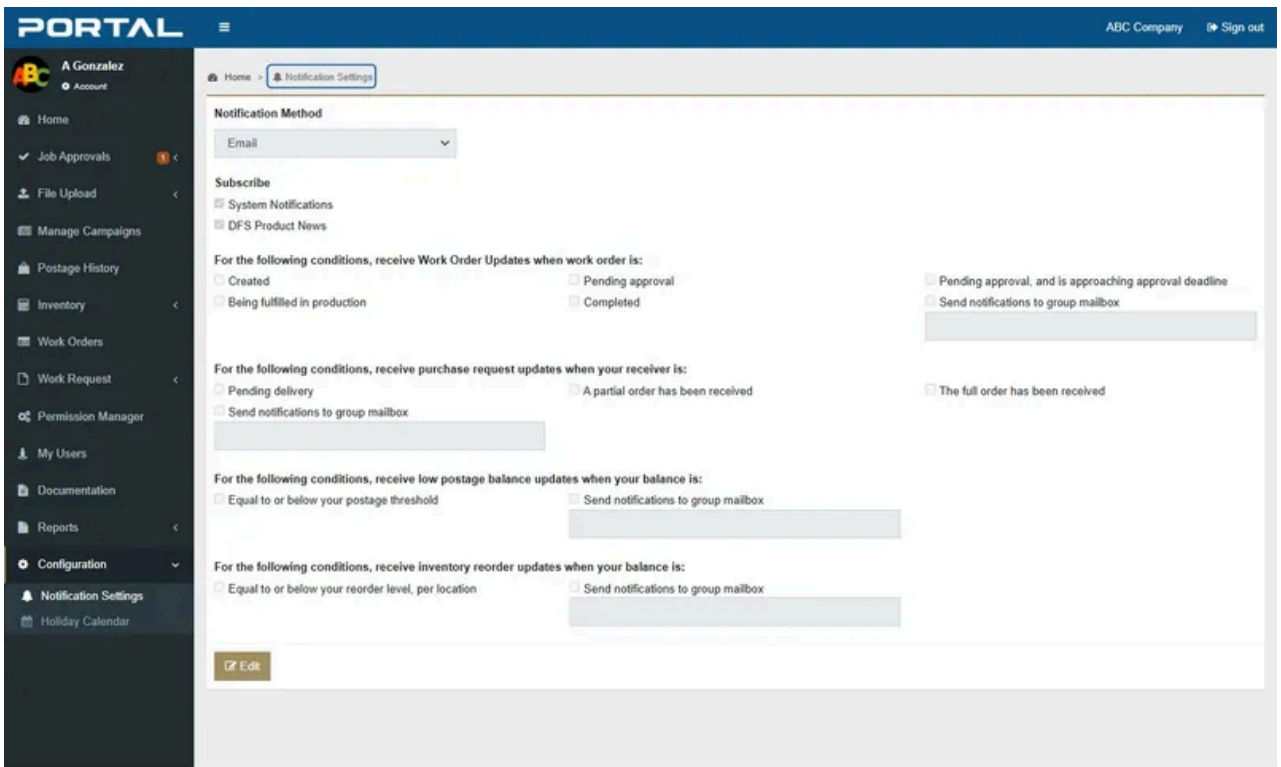 PORTAL
ABC Company Sign out
ABC
A Gonzalez
Account
Home > Notification Settings
Home
Job Approvals 1
File Upload
Manage Campaigns
Postage History
Inventory
Work Orders
Work Request
Permission Manager
My Users
Documentation
Reports
Configuration
Notification Settings
Holiday Calendar
Notification Method
Email
Subscribe
System Notifications
DFS Product News
For the following conditions, receive Work Order Updates when work order is:
Created Pending approval Pending approval, and is approaching approval deadline
Being fulfilled in production Completed Send notifications to group mailbox
For the following conditions, receive purchase request updates when your receiver is:
Pending delivery A partial order has been received The full order has been received
Send notifications to group mailbox
For the following conditions, receive low postage balance updates when your balance is:
Equal to or below your postage threshold Send notifications to group mailbox
For the following conditions, receive inventory reorder updates when your balance is:
Equal to or below your reorder level, per location Send notifications to group mailbox
Edit